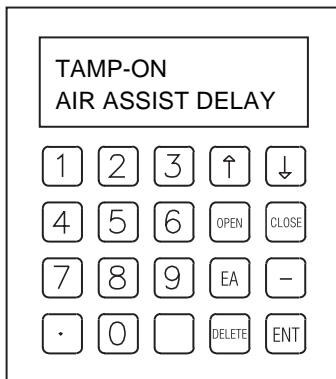 TAMP-ON
AIR ASSIST DELAY
1 2 3 ↑ ↓
4 5 6 OPEN CLOSE
7 8 9 EA –
· 0 DELETE ENT